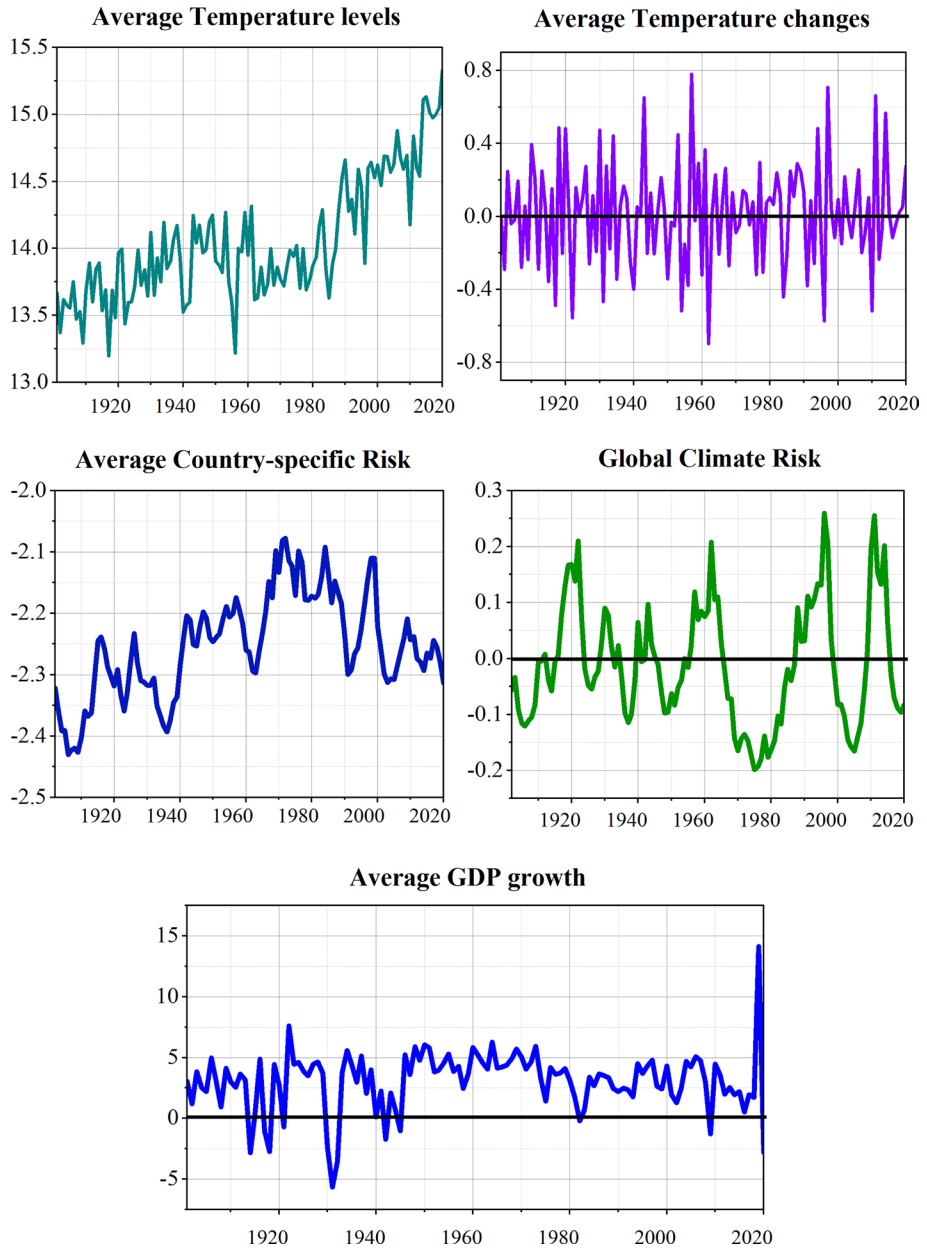 Average Temperature levels
15.5
15.0
14.5
14.0
13.5
13.0
1920 1940 1960 1980 2000 2020
Average Temperature changes
0.8
0.4
0.0
-0.4
-0.8
1920 1940 1960 1980 2000 2020
Average Country-specific Risk
-2.0
-2.1
-2.2
-2.3
-2.4
-2.5
1920 1940 1960 1980 2000 2020
Global Climate Risk
0.3
0.2
0.1
0.0
-0.1
-0.2
1920 1940 1960 1980 2000 2020
Average GDP growth
15
10
5
0
-5
1920 1940 1960 1980 2000 2020